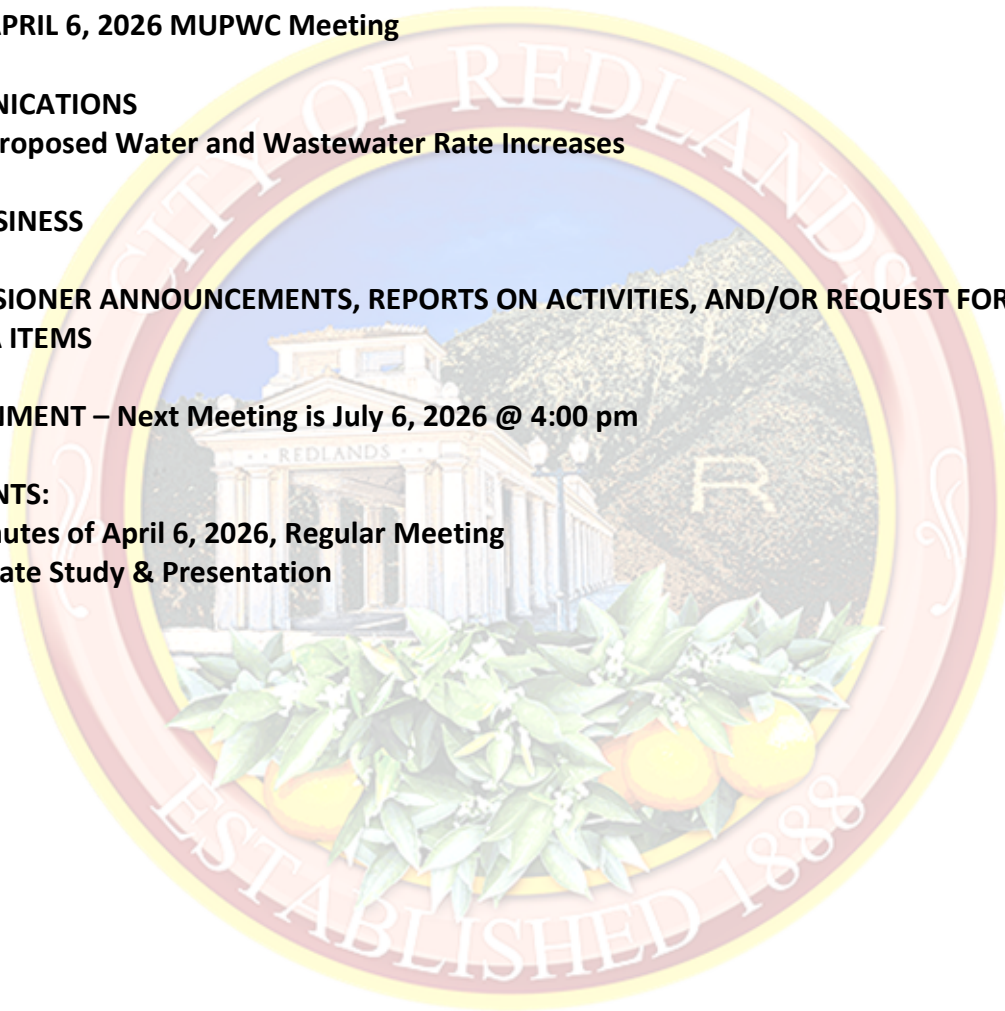 APRIL 6, 2026 MUPWC Meeting
NICATIONS
roposed Water and Wastewater Rate Increases
SINESS
SIONER ANNOUNCEMENTS, REPORTS ON ACTIVITIES, AND/OR REQUEST FOR
A ITEMS
NMENT – Next Meeting is July 6, 2026 @ 4:00 pm
NTS:
nutes of April 6, 2026, Regular Meeting
ate Study & Presentation
CITY OF REDLANDS
REDLANDS
R
ESTABLISHED 1888